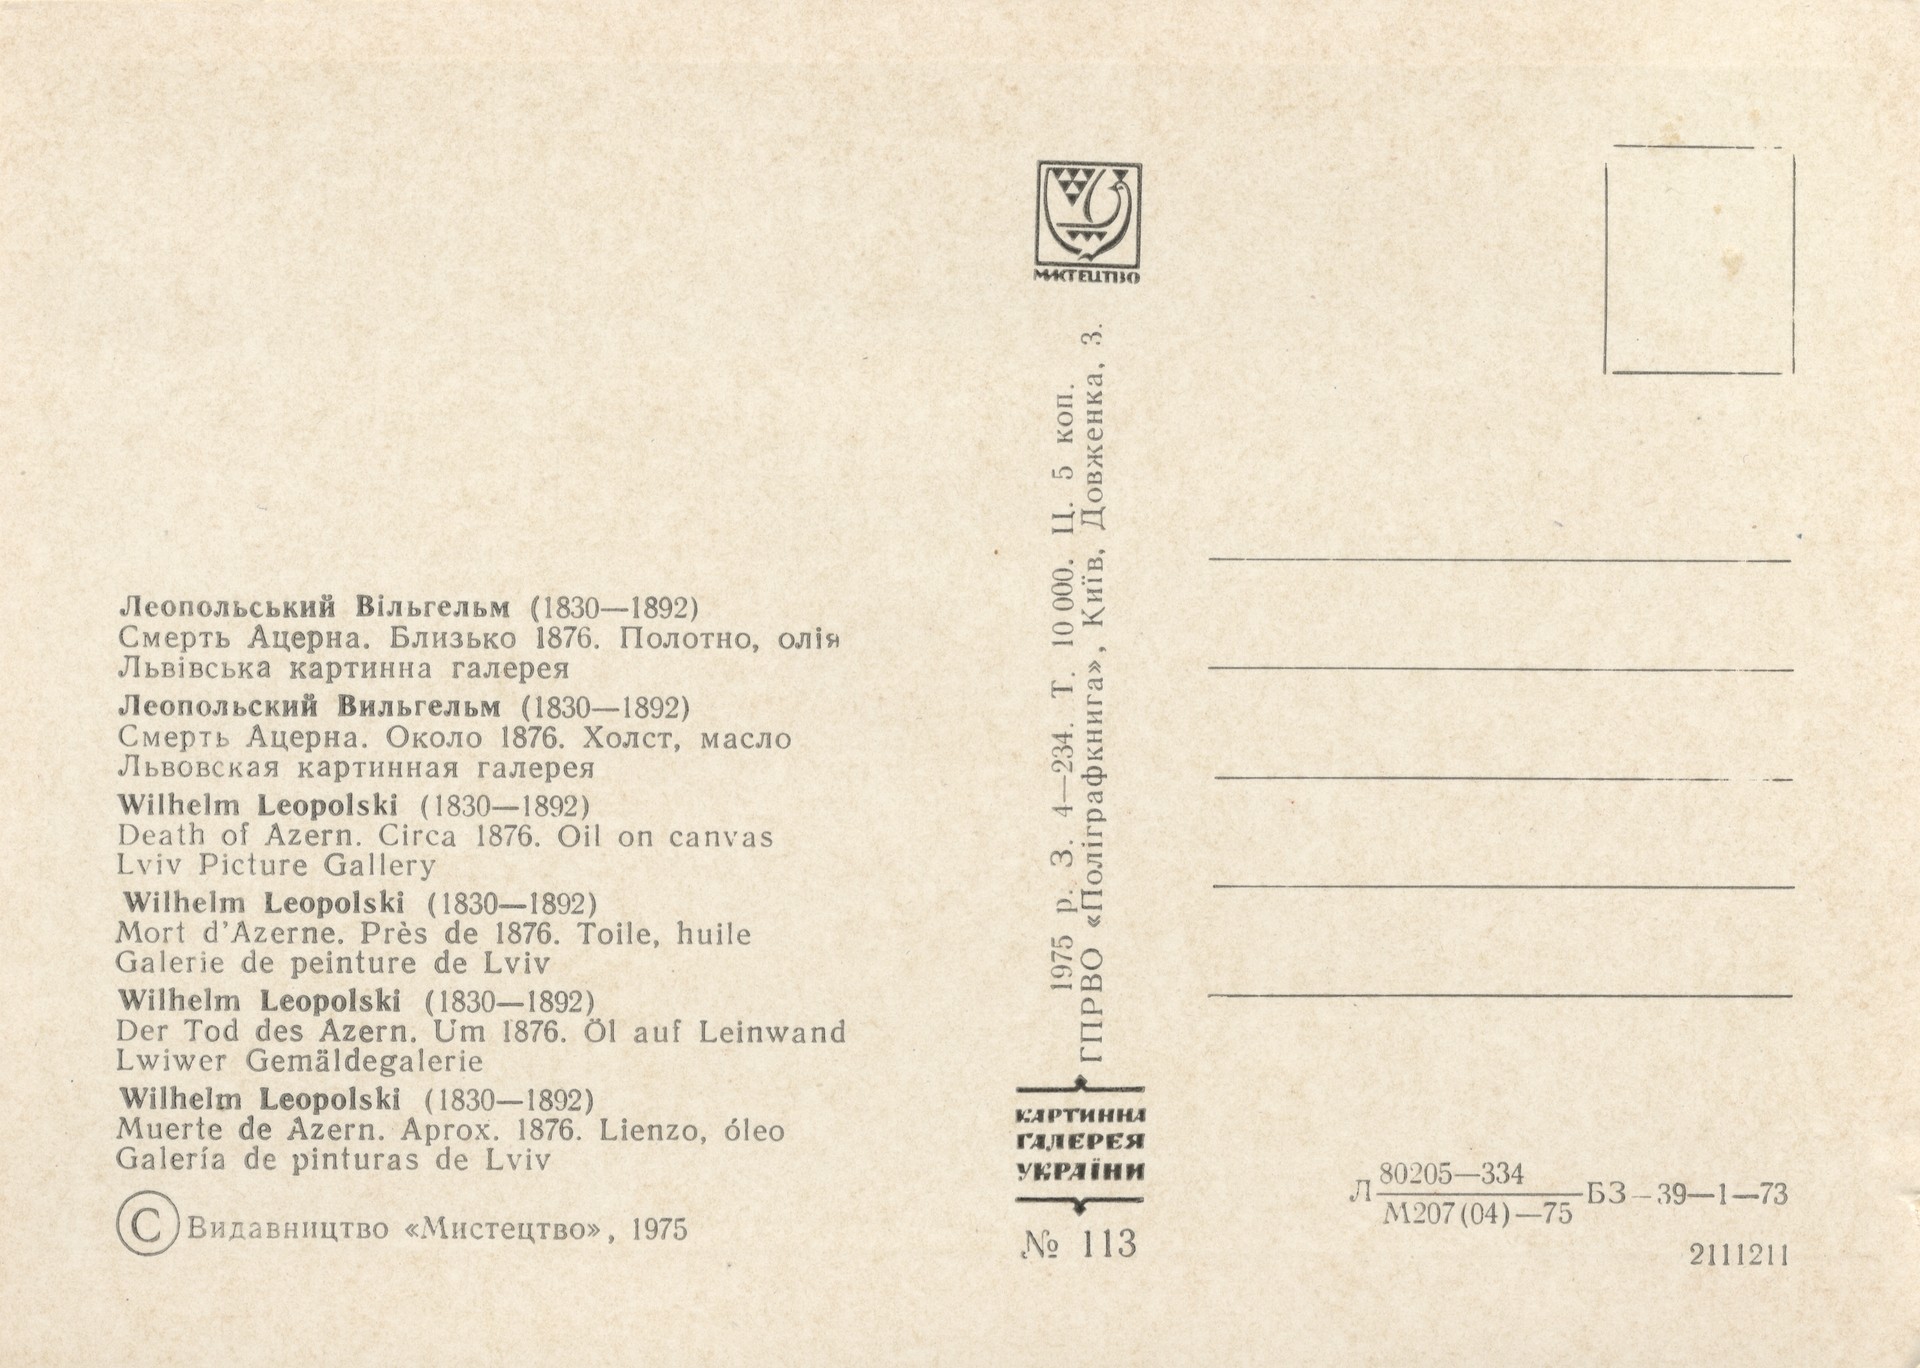 Леопольський Вільгельм (1830—1892)
Смерть Ацерна. Близько 1876. Полотно, олія
Львівська картинна галерея
Леопольский Вильгельм (1830—1892)
Смерть Ацерна. Около 1876. Холст, масло
Львовская картинная галерея
Wilhelm Leopolski (1830—1892)
Death of Azern. Circa 1876. Oil on canvas
Lviv Picture Gallery
Wilhelm Leopolski (1830—1892)
Mort d'Azerne. Près de 1876. Toile, huile
Galerie de peinture de Lviv
Wilhelm Leopolski (1830—1892)
Der Tod des Azern. Um 1876. Öl auf Leinwand
Lwiwer Gemäldegalerie
Wilhelm Leopolski (1830—1892)
Muerte de Azern. Aprox. 1876. Lienzo, óleo
Galería de pinturas de Lviv
© Видавництво «Мистецтво», 1975
МИСТЕЦТВО
1975 р. З. 4—234. Т. 10 000. Ц. 5 коп.
ГПРВО «Поліграфкнига», Київ, Довженка, 3.
КАРТИННА
ГАЛЕРЕЯ
УКРАЇНИ
№ 113
Л 80205—334 БЗ—39—1—73
М207(04)—75
2111211